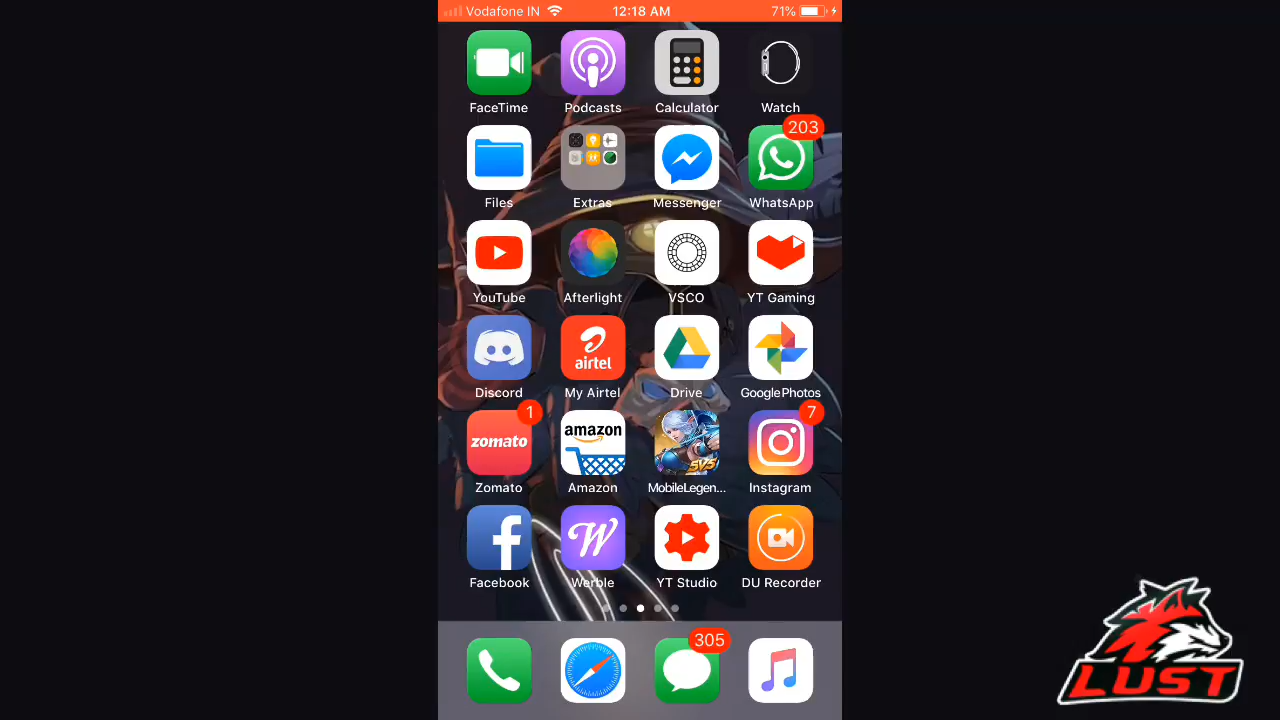 Vodafone IN 12:18 AM 71%
FaceTime Podcasts Calculator Watch
203
Files Extras Messenger WhatsApp
YouTube Afterlight VSCO YT Gaming
airtel
Discord My Airtel Drive Google Photos
1 7
zomato amazon
5V5
Zomato Amazon MobileLegen... Instagram
W
Facebook Werble YT Studio DU Recorder
305
LUST